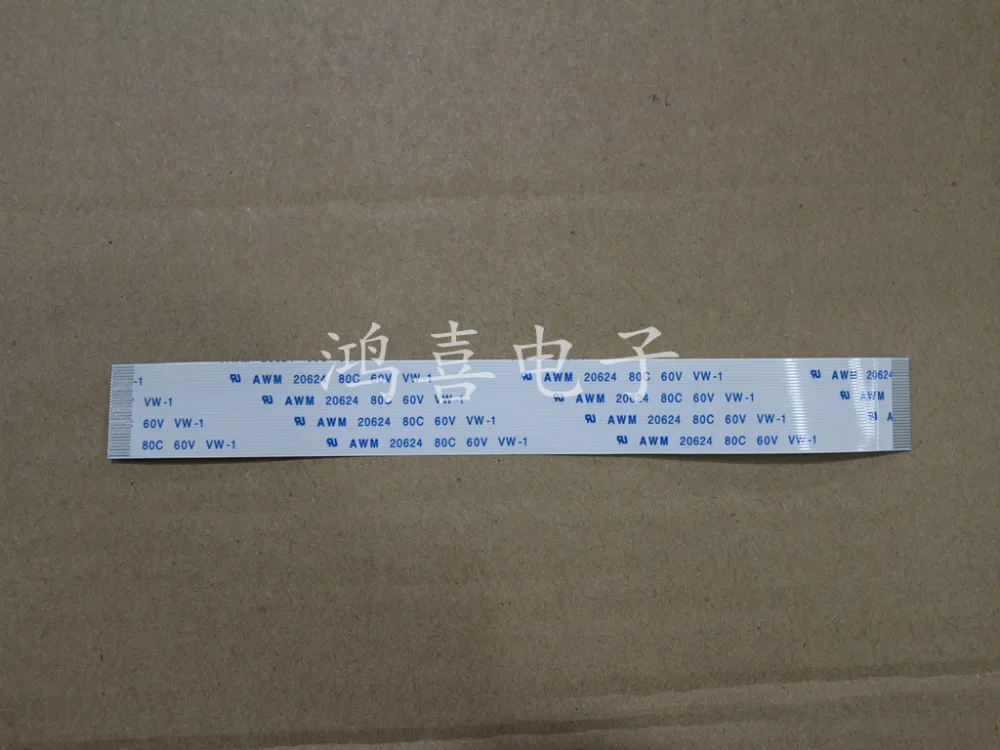 鸿喜电子
-1 AWM 20624 80C 60V VW-1 AWM 20624 80C 60V VW-1 AWM 20624
VW-1 AWM 20624 80C 60V VW-1 AWM 20624 80C 60V VW-1 AWM
60V VW-1 AWM 20624 80C 60V VW-1 AWM 20624 80C 60V VW-1 A
80C 60V VW-1 AWM 20624 80C 60V VW-1 AWM 20624 80C 60V VW-1